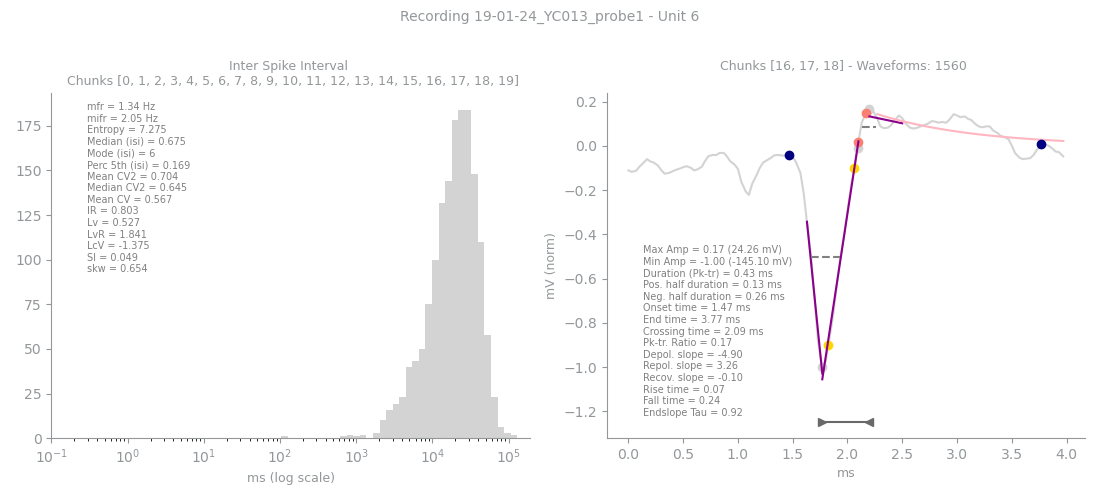 Recording 19-01-24_YC013_probe1 - Unit 6
Inter Spike Interval
Chunks [0, 1, 2, 3, 4, 5, 6, 7, 8, 9, 10, 11, 12, 13, 14, 15, 16, 17, 18, 19]
mfr = 1.34 Hz
mifr = 2.05 Hz
Entropy = 7.275
Median (isi) = 0.675
Mode (isi) = 6
Perc 5th (isi) = 0.169
Mean CV2 = 0.704
Median CV2 = 0.645
Mean CV = 0.567
IR = 0.803
Lv = 0.527
LvR = 1.841
LcV = -1.375
SI = 0.049
skw = 0.654
175
150
125
100
75
50
25
0
10⁻¹ 10⁰ 10¹ 10² 10³ 10⁴ 10⁵
ms (log scale)
Chunks [16, 17, 18] - Waveforms: 1560
mV (norm)
0.2
0.0
−0.2
−0.4
−0.6
−0.8
−1.0
−1.2
Max Amp = 0.17 (24.26 mV)
Min Amp = -1.00 (-145.10 mV)
Duration (Pk-tr) = 0.43 ms
Pos. half duration = 0.13 ms
Neg. half duration = 0.26 ms
Onset time = 1.47 ms
End time = 3.77 ms
Crossing time = 2.09 ms
Pk-tr. Ratio = 0.17
Depol. slope = -4.90
Repol. slope = 3.26
Recov. slope = -0.10
Rise time = 0.07
Fall time = 0.24
Endslope Tau = 0.92
0.0 0.5 1.0 1.5 2.0 2.5 3.0 3.5 4.0
ms